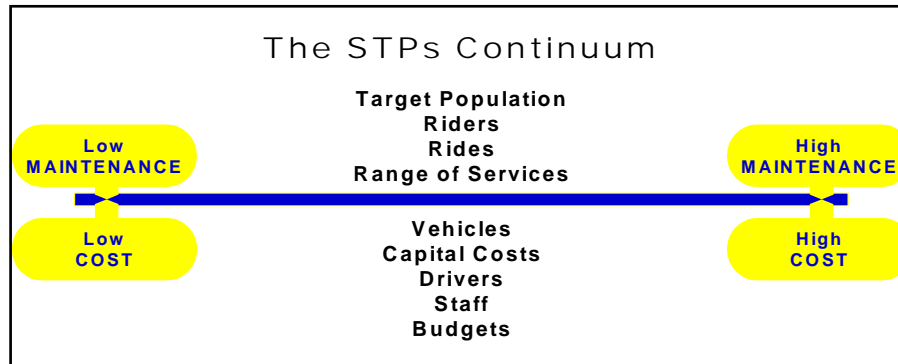 The STPs Continuum
Target Population
Riders
Rides
Range of Services
Low
MAINTENANCE
High
MAINTENANCE
Low
COST
High
COST
Vehicles
Capital Costs
Drivers
Staff
Budgets